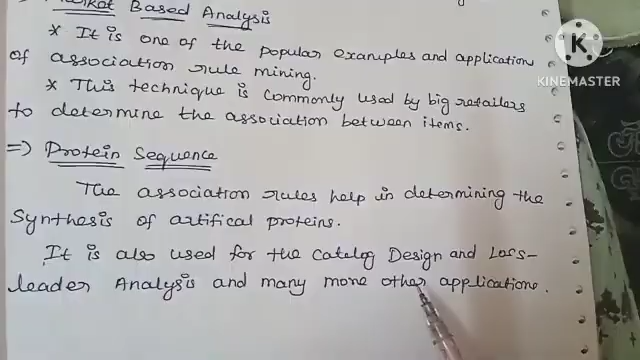 Market Based Analysis
* It is one of the popular examples and application
of association rule mining.
* This technique is commonly used by big retailers
to determine the association between items.
=) Protein Sequence
The association rules help in determining the
Synthesis of artifical proteins.
It is also used for the Catalog Design and Loss-
leader Analysis and many more other applications.
KINEMASTER